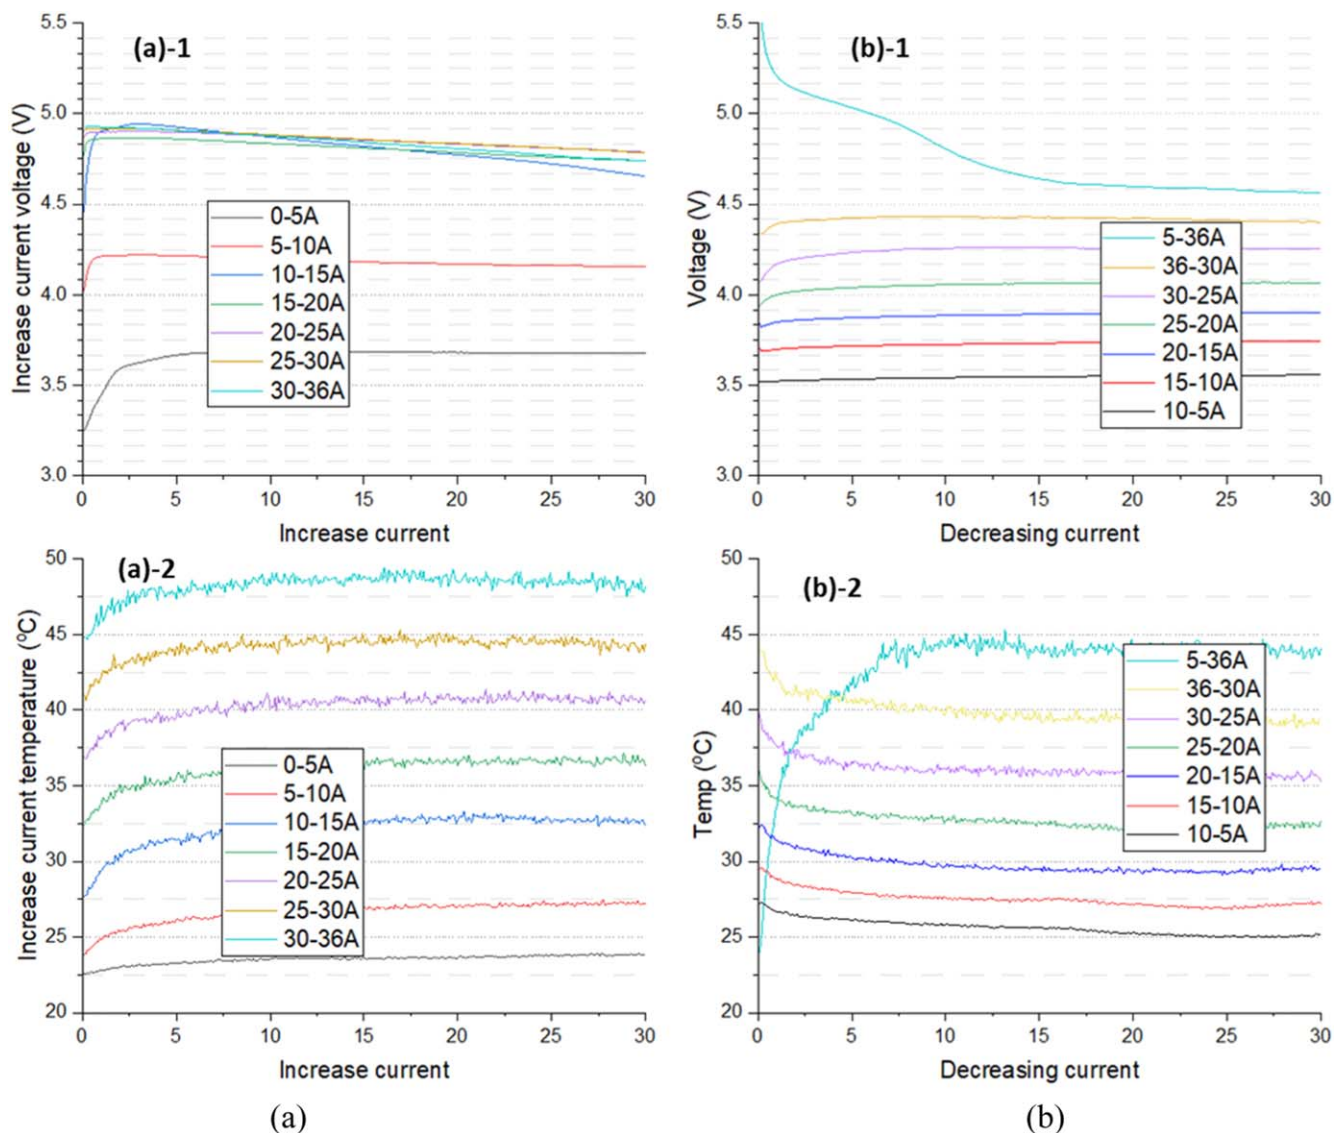 (a)-1
Increase current voltage (V)
5.5
5.0
4.5
4.0
3.5
3.0
0-5A
5-10A
10-15A
15-20A
20-25A
25-30A
30-36A
0 5 10 15 20 25 30
Increase current
(b)-1
Voltage (V)
5.5
5.0
4.5
4.0
3.5
3.0
5-36A
36-30A
30-25A
25-20A
20-15A
15-10A
10-5A
0 5 10 15 20 25 30
Decreasing current
(a)-2
Increase current temperature (°C)
50
45
40
35
30
25
20
0-5A
5-10A
10-15A
15-20A
20-25A
25-30A
30-36A
0 5 10 15 20 25 30
Increase current
(b)-2
Temp (°C)
50
45
40
35
30
25
20
5-36A
36-30A
30-25A
25-20A
20-15A
15-10A
10-5A
0 5 10 15 20 25 30
Decreasing current
(a)
(b)